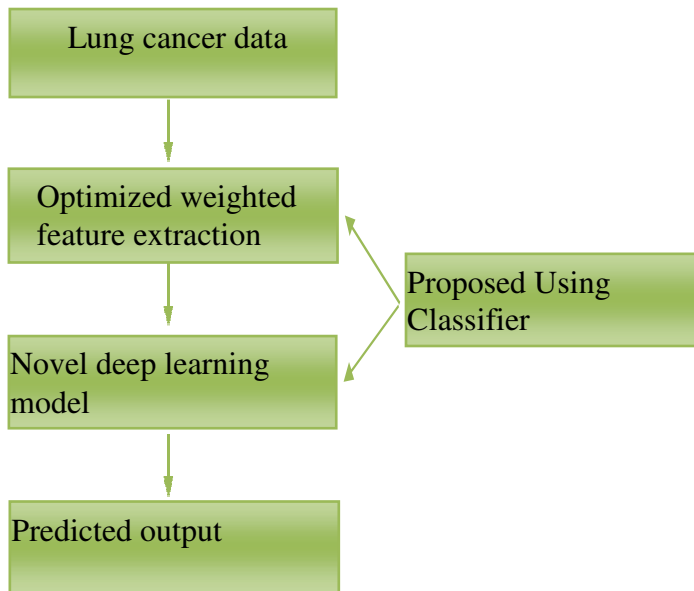 Lung cancer data
Optimized weighted
feature extraction
Proposed Using
Classifier
Novel deep learning
model
Predicted output